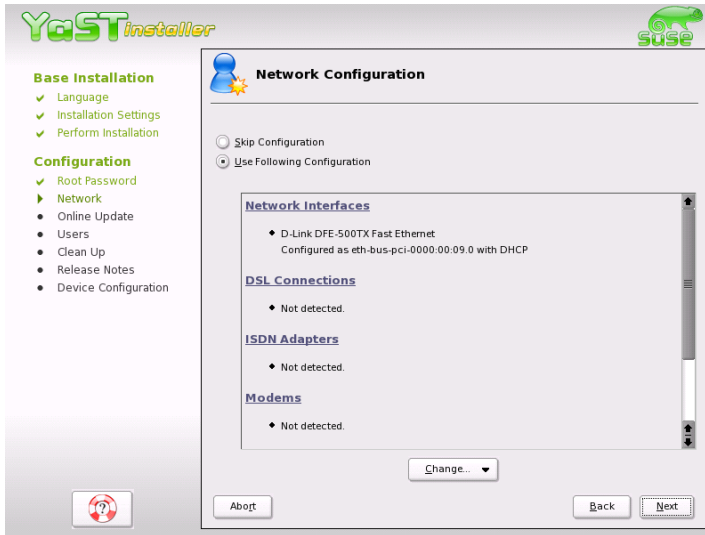 YaST installer
SUSE
Base Installation
Language
Installation Settings
Perform Installation
Configuration
Root Password
Network
Online Update
Users
Clean Up
Release Notes
Device Configuration
Network Configuration
Skip Configuration
Use Following Configuration
Network Interfaces
D-Link DFE-500TX Fast Ethernet
Configured as eth-bus-pci-0000:00:09.0 with DHCP
DSL Connections
Not detected.
ISDN Adapters
Not detected.
Modems
Not detected.
Change...
?
Abort
Back
Next